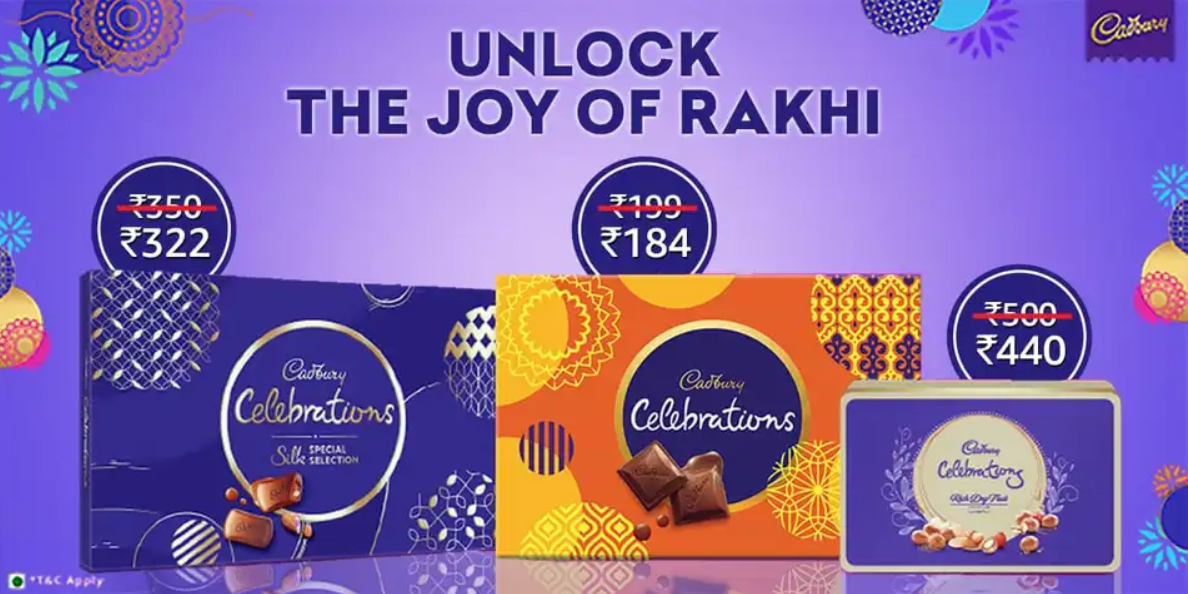 Cadbury
UNLOCK
THE JOY OF RAKHI
₹350
₹322
₹199
₹184
₹500
₹440
Cadbury
Celebrations
Silk SPECIAL
SELECTION
Celebrations
Cadbury
Celebrations
Cadbury
Celebrations
Rich Dry Fruit
*T&C Apply